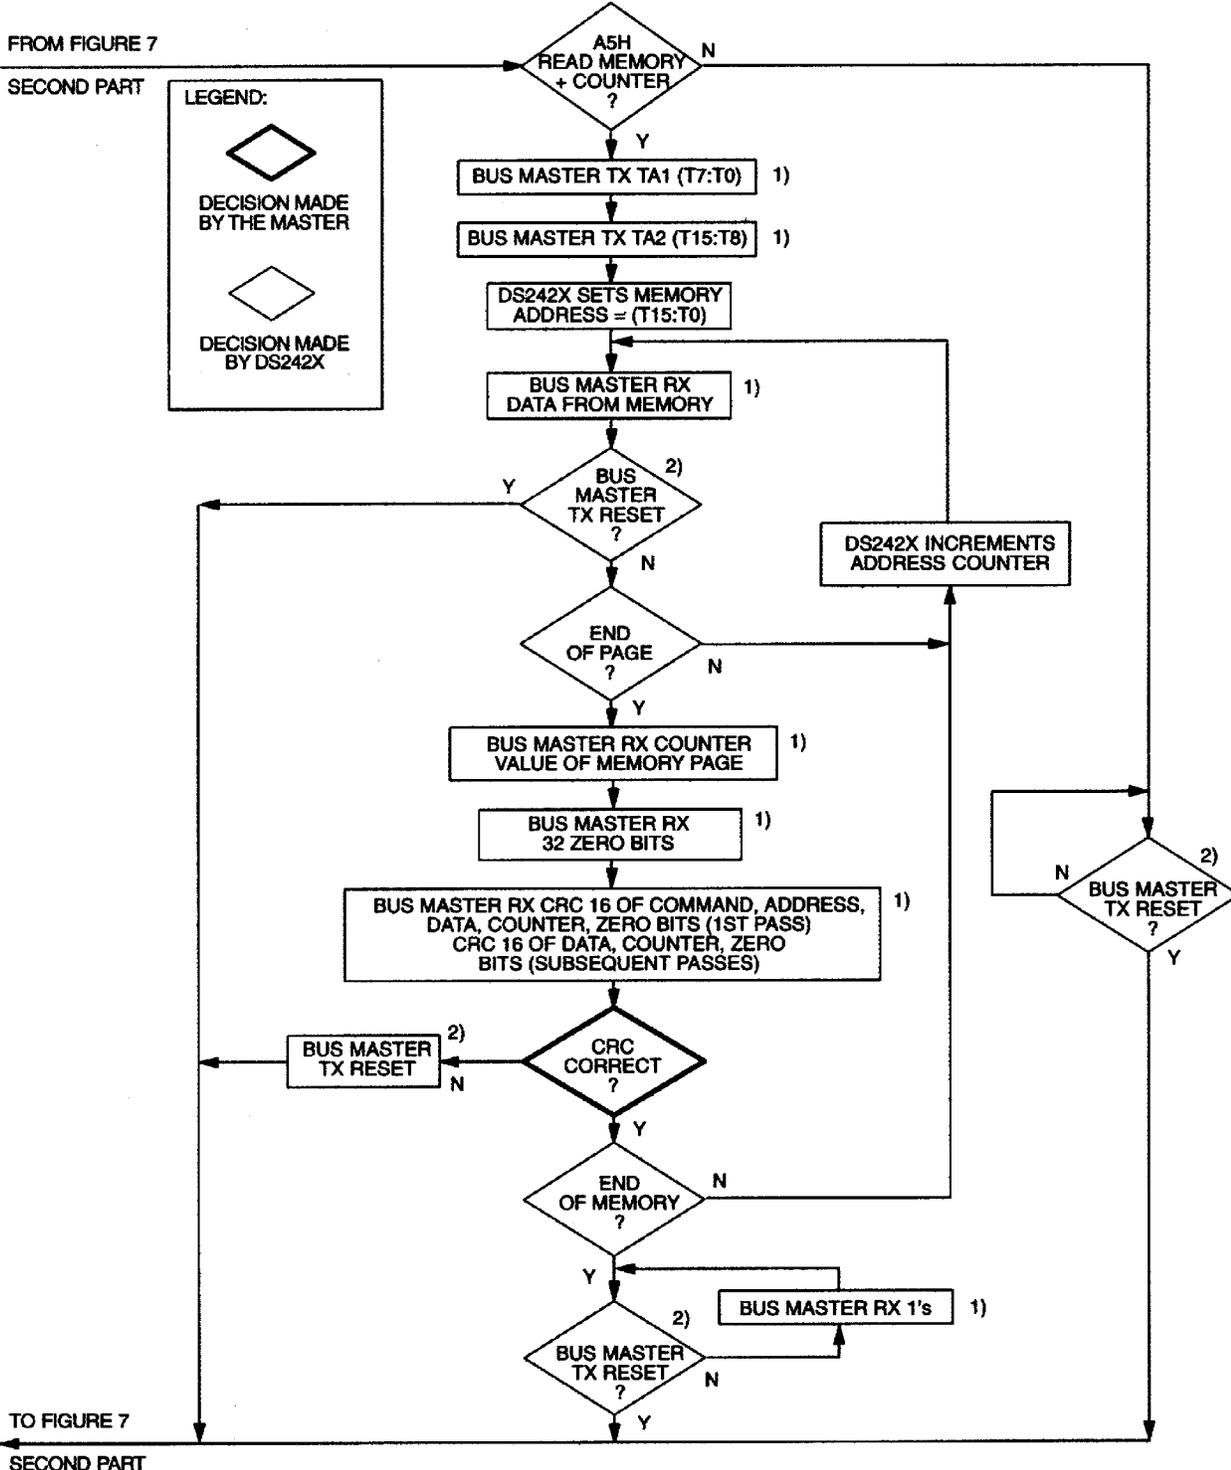 FROM FIGURE 7
SECOND PART
LEGEND:
DECISION MADE
BY THE MASTER
DECISION MADE
BY DS242X
A5H
READ MEMORY
+ COUNTER
?
N
Y
BUS MASTER TX TA1 (T7:T0)
1)
BUS MASTER TX TA2 (T15:T8)
1)
DS242X SETS MEMORY
ADDRESS = (T15:T0)
BUS MASTER RX
DATA FROM MEMORY
1)
BUS
MASTER
TX RESET
?
2)
Y
N
DS242X INCREMENTS
ADDRESS COUNTER
END
OF PAGE
?
N
Y
BUS MASTER RX COUNTER
VALUE OF MEMORY PAGE
1)
BUS MASTER RX
32 ZERO BITS
1)
BUS MASTER RX CRC 16 OF COMMAND, ADDRESS,
DATA, COUNTER, ZERO BITS (1ST PASS)
CRC 16 OF DATA, COUNTER, ZERO
BITS (SUBSEQUENT PASSES)
1)
2)
N
BUS MASTER
TX RESET
?
Y
CRC
CORRECT
?
BUS MASTER
TX RESET
2)
N
Y
END
OF MEMORY
?
N
Y
BUS MASTER RX 1's
1)
2)
BUS MASTER
TX RESET
?
N
Y
TO FIGURE 7
SECOND PART